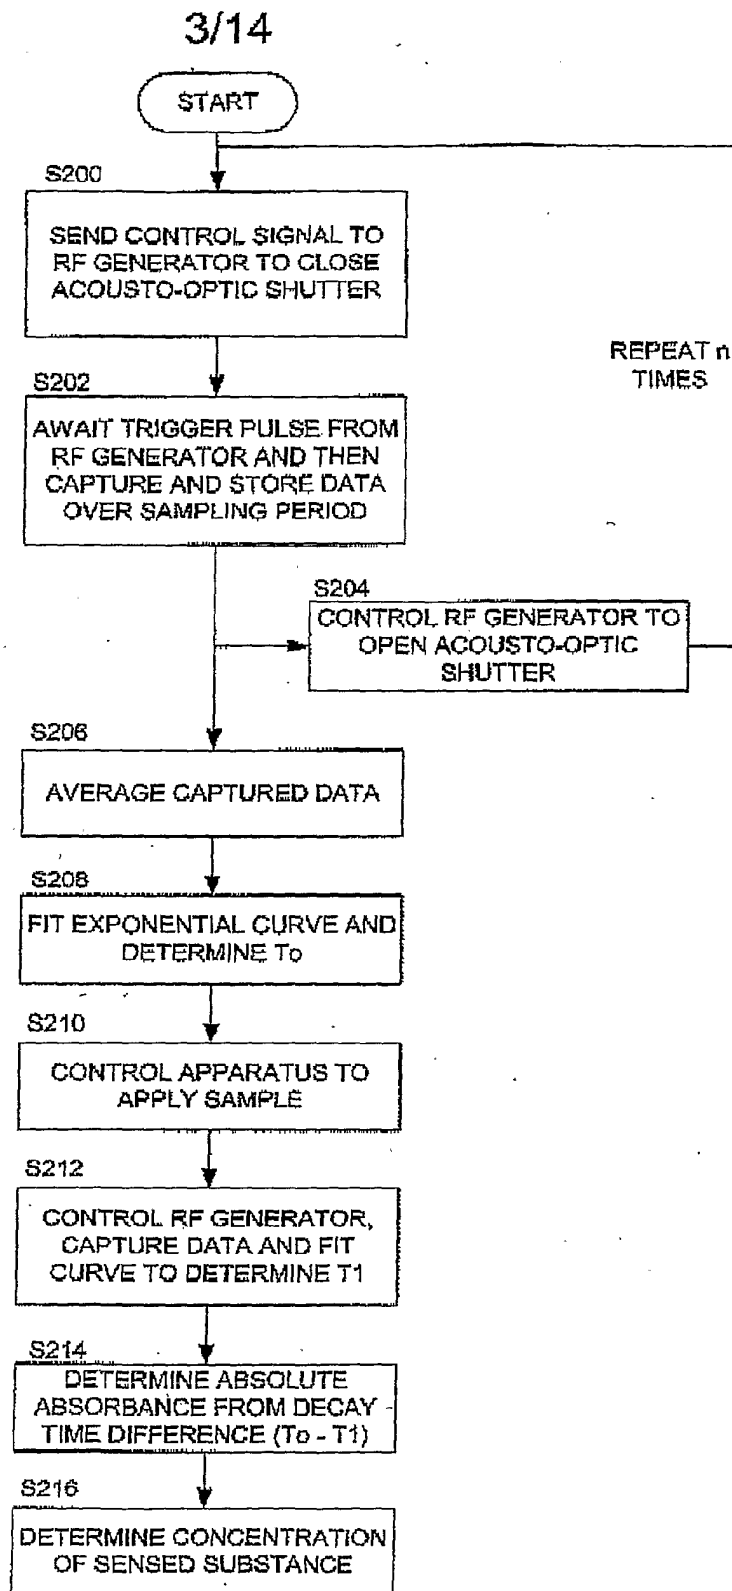 3/14
START
S200
SEND CONTROL SIGNAL TO
RF GENERATOR TO CLOSE
ACOUSTO-OPTIC SHUTTER
REPEAT n
TIMES
S202
AWAIT TRIGGER PULSE FROM
RF GENERATOR AND THEN
CAPTURE AND STORE DATA
OVER SAMPLING PERIOD
S204
CONTROL RF GENERATOR TO
OPEN ACOUSTO-OPTIC
SHUTTER
S206
AVERAGE CAPTURED DATA
S208
FIT EXPONENTIAL CURVE AND
DETERMINE To
S210
CONTROL APPARATUS TO
APPLY SAMPLE
S212
CONTROL RF GENERATOR,
CAPTURE DATA AND FIT
CURVE TO DETERMINE T1
S214
DETERMINE ABSOLUTE
ABSORBANCE FROM DECAY
TIME DIFFERENCE (To - T1)
S216
DETERMINE CONCENTRATION
OF SENSED SUBSTANCE